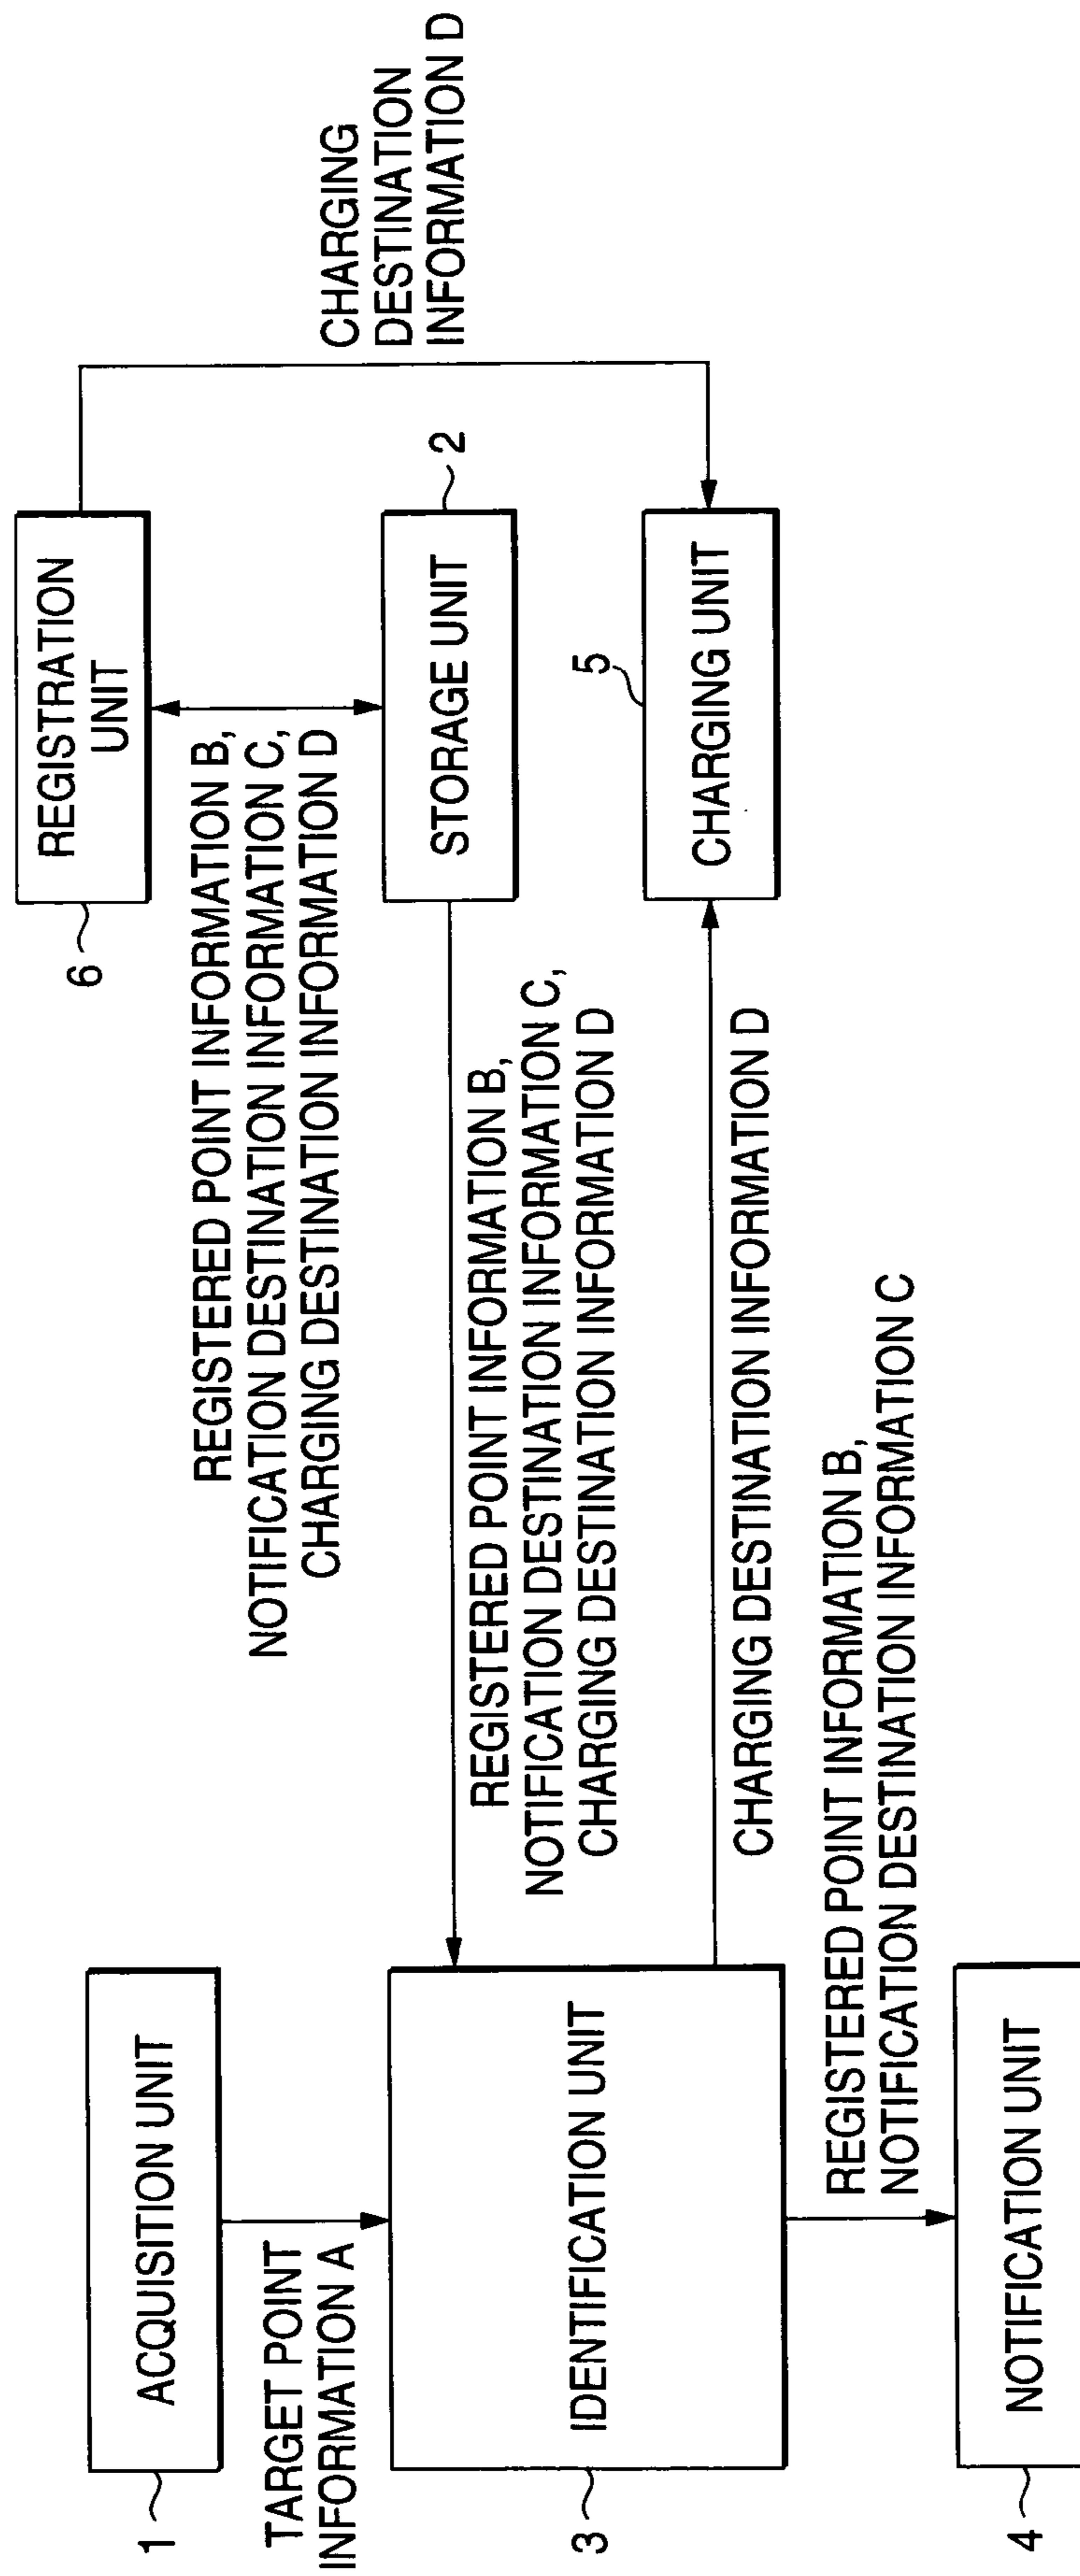 1
ACQUISITION UNIT
TARGET POINT
INFORMATION A
3
IDENTIFICATION UNIT
4
NOTIFICATION UNIT
REGISTERED POINT INFORMATION B,
NOTIFICATION DESTINATION INFORMATION C
6
REGISTRATION
UNIT
REGISTERED POINT INFORMATION B,
NOTIFICATION DESTINATION INFORMATION C,
CHARGING DESTINATION INFORMATION D
STORAGE UNIT
2
REGISTERED POINT INFORMATION B,
NOTIFICATION DESTINATION INFORMATION C,
CHARGING DESTINATION INFORMATION D
5
CHARGING UNIT
CHARGING DESTINATION INFORMATION D
CHARGING
DESTINATION
INFORMATION D